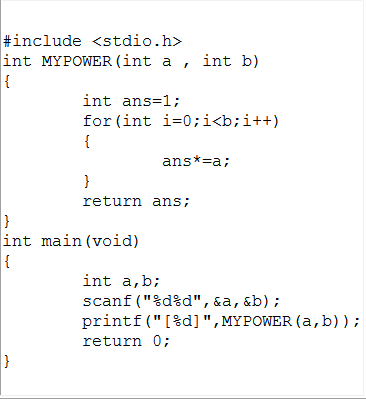 #include <stdio.h>
int MYPOWER(int a , int b)
{
int ans=1;
for(int i=0;i<b;i++)
{
ans*=a;
}
return ans;
}
int main(void)
{
int a,b;
scanf("%d%d",&a,&b);
printf("[%d]",MYPOWER(a,b));
return 0;
}